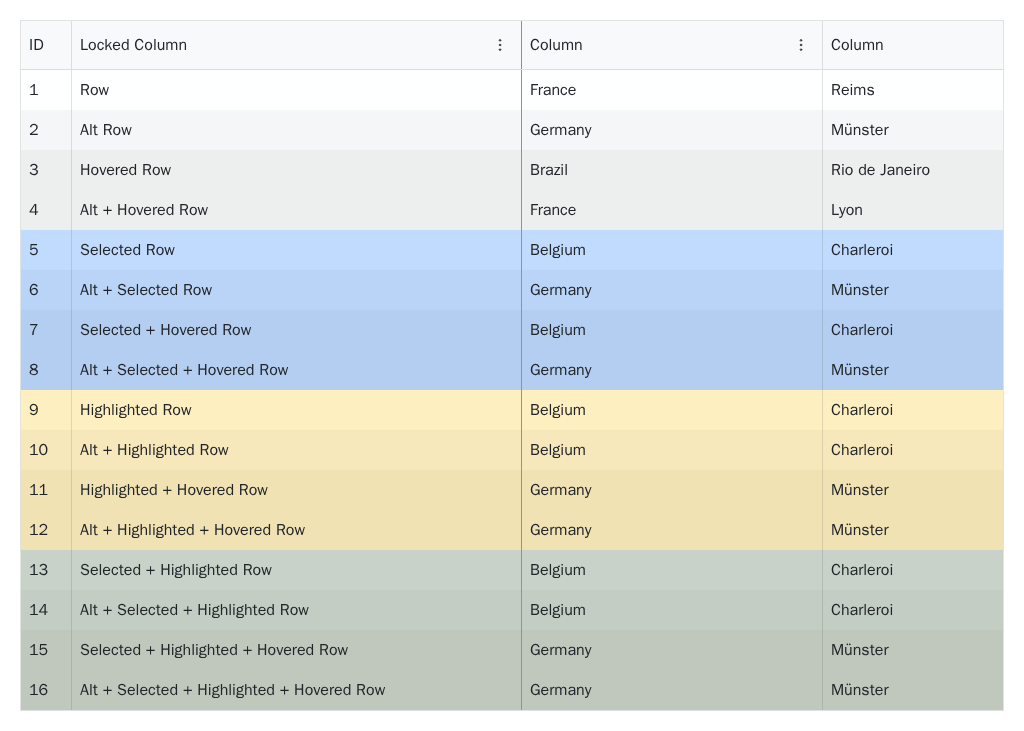 ID Locked Column Column Column
1 Row France Reims
2 Alt Row Germany Münster
3 Hovered Row Brazil Rio de Janeiro
4 Alt + Hovered Row France Lyon
5 Selected Row Belgium Charleroi
6 Alt + Selected Row Germany Münster
7 Selected + Hovered Row Belgium Charleroi
8 Alt + Selected + Hovered Row Germany Münster
9 Highlighted Row Belgium Charleroi
10 Alt + Highlighted Row Belgium Charleroi
11 Highlighted + Hovered Row Germany Münster
12 Alt + Highlighted + Hovered Row Germany Münster
13 Selected + Highlighted Row Belgium Charleroi
14 Alt + Selected + Highlighted Row Belgium Charleroi
15 Selected + Highlighted + Hovered Row Germany Münster
16 Alt + Selected + Highlighted + Hovered Row Germany Münster